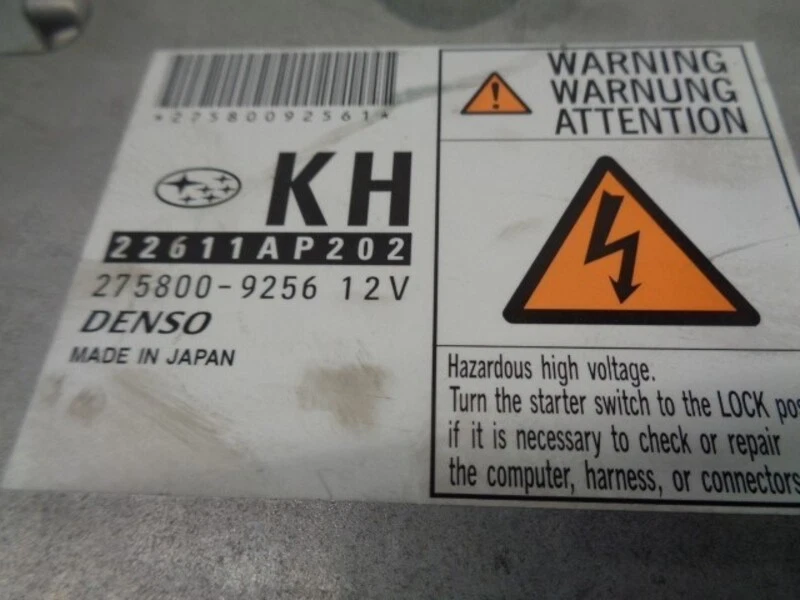 *27580092561*
KH
22611AP202
275800-9256 12V
DENSO
MADE IN JAPAN
WARNING
WARNUNG
ATTENTION
Hazardous high voltage.
Turn the starter switch to the LOCK pos
if it is necessary to check or repair
the computer, harness, or connectors